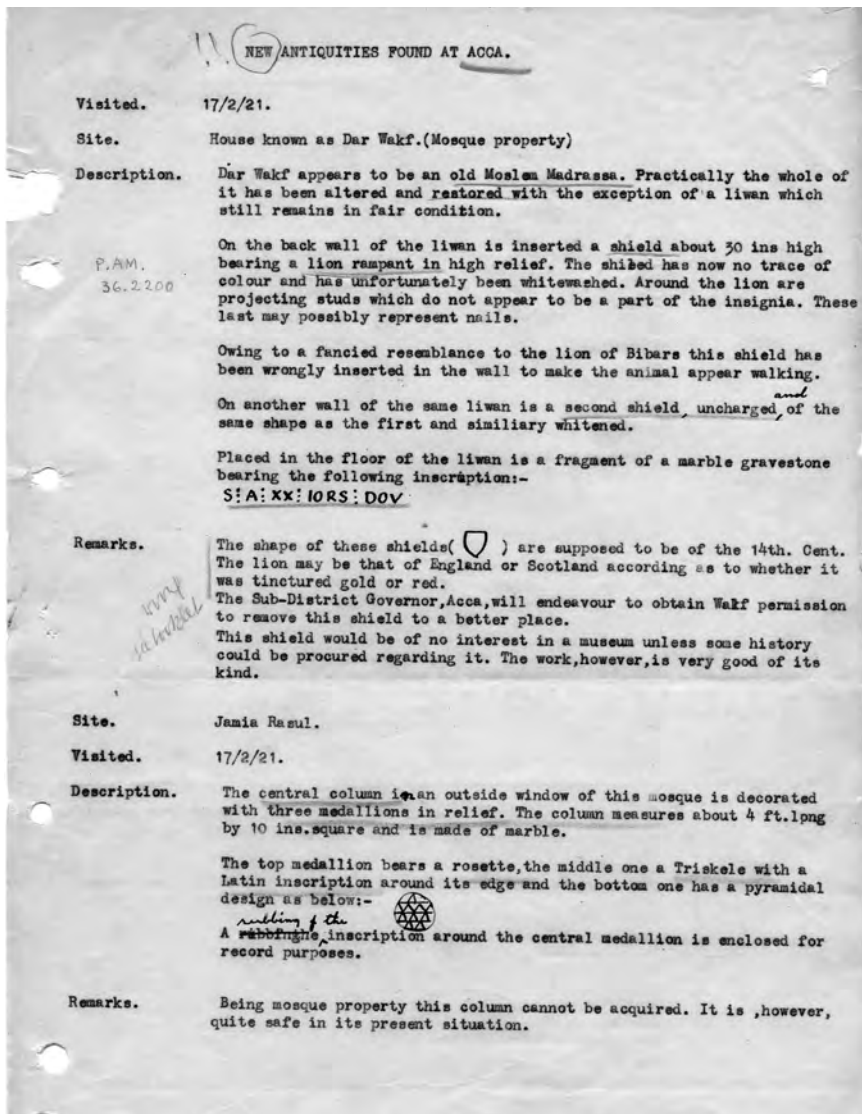 !!. NEW ANTIQUITIES FOUND AT ACCA.
Visited. 17/2/21.
Site. House known as Dar Wakf.(Mosque property)
Description. Dar Wakf appears to be an old Moslem Madrassa. Practically the whole of
it has been altered and restored with the exception of a liwan which
still remains in fair condition.
On the back wall of the liwan is inserted a shield about 30 ins high
P.AM. bearing a lion rampant in high relief. The shiled has now no trace of
36.2200 colour and has unfortunately been whitewashed. Around the lion are
projecting studs which do not appear to be a part of the insignia. These
last may possibly represent nails.
Owing to a fancied resemblance to the lion of Bibars this shield has
been wrongly inserted in the wall to make the animal appear walking.
and
On another wall of the same liwan is a second shield, uncharged, of the
same shape as the first and similiary whitened.
Placed in the floor of the liwan is a fragment of a marble gravestone
bearing the following inscription:-
S⋮A⋮XX⋮IORS⋮DOV
Remarks. The shape of these shields( ) are supposed to be of the 14th. Cent.
The lion may be that of England or Scotland according as to whether it
was tinctured gold or red.
The Sub-District Governor,Acca,will endeavour to obtain Wakf permission
to remove this shield to a better place.
This shield would be of no interest in a museum unless some history
could be procured regarding it. The work,however,is very good of its
kind.
Site. Jamia Rasul.
Visited. 17/2/21.
Description. The central column in an outside window of this mosque is decorated
with three medallions in relief. The column measures about 4 ft.lpng
by 10 ins.square and is made of marble.
The top medallion bears a rosette,the middle one a Triskele with a
Latin inscription around its edge and the bottom one has a pyramidal
design as below:-
rubbing of the
A inscription around the central medallion is enclosed for
record purposes.
Remarks. Being mosque property this column cannot be acquired. It is ,however,
quite safe in its present situation.